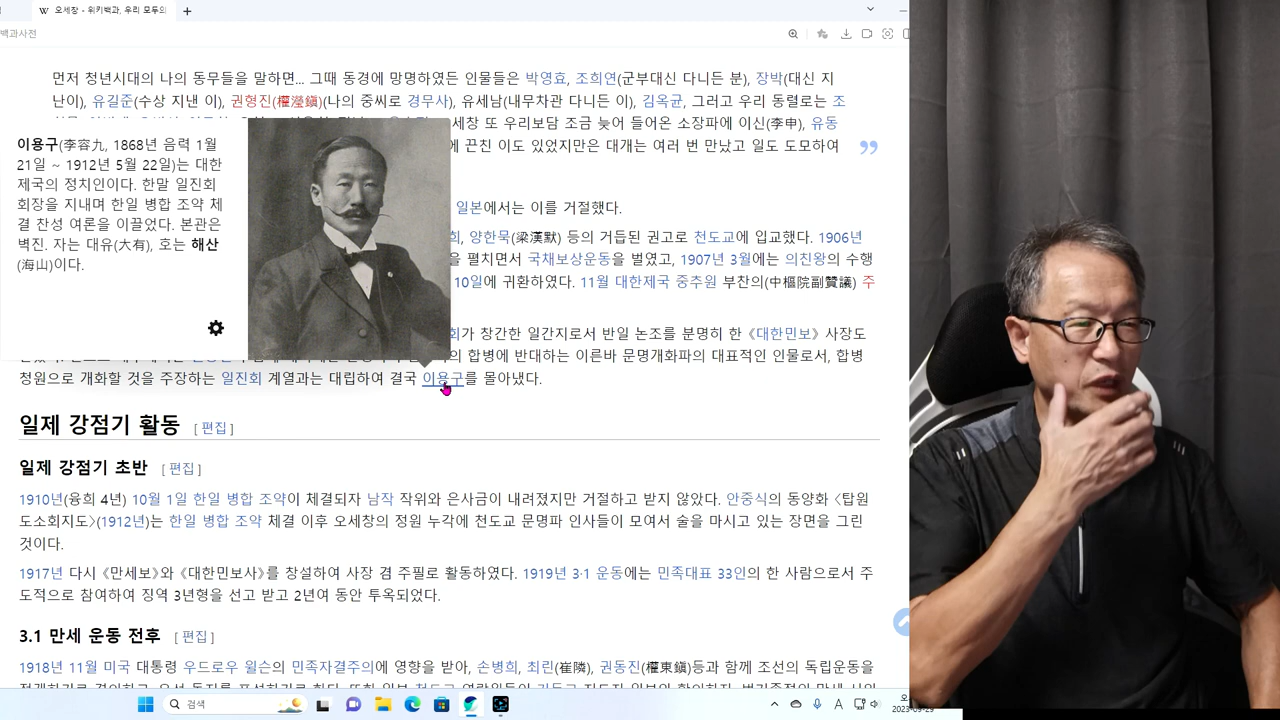 오세창 - 위키백과, 우리 모두의
백과사전
먼저 청년시대의 나의 동무들을 말하면... 그때 동경에 망명하였든 인물들은 박영효, 조희연(군부대신 다니든 분), 장박(대신 지
난이), 유길준(수상 지낸 이), 권형진(權瀅鎭)(나의 중씨로 경무사), 유세남(내무차관 다니든 이), 김옥균, 그러고 우리 동렬로는 조
세창 또 우리보담 조금 늦어 들어온 소장파에 이신(李申), 유동
에 끈친 이도 있었지만은 대개는 여러 번 만났고 일도 도모하여
이용구(李容九, 1868년 음력 1월
21일 ~ 1912년 5월 22일)는 대한
제국의 정치인이다. 한말 일진회
회장을 지내며 한일 병합 조약 체
결 찬성 여론을 이끌었다. 본관은
벽진. 자는 대유(大有), 호는 해산
(海山)이다.
일본에서는 이를 거절했다.
희, 양한묵(梁漢默) 등의 거듭된 권고로 천도교에 입교했다. 1906년
을 펼치면서 국채보상운동을 벌였고, 1907년 3월에는 의친왕의 수행
10일에 귀환하였다. 11월 대한제국 중추원 부찬의(中樞院副贊議) 주
회가 창간한 일간지로서 반일 논조를 분명히 한 《대한민보》 사장도
의 합병에 반대하는 이른바 문명개화파의 대표적인 인물로서, 합병
청원으로 개화할 것을 주장하는 일진회 계열과는 대립하여 결국 이용구를 몰아냈다.
일제 강점기 활동 [편집]
일제 강점기 초반 [편집]
1910년(융희 4년) 10월 1일 한일 병합 조약이 체결되자 남작 작위와 은사금이 내려졌지만 거절하고 받지 않았다. 안중식의 동양화 〈탑원
도소회지도〉(1912년)는 한일 병합 조약 체결 이후 오세창의 정원 누각에 천도교 문명파 인사들이 모여서 술을 마시고 있는 장면을 그린
것이다.
1917년 다시 《만세보》와 《대한민보사》를 창설하여 사장 겸 주필로 활동하였다. 1919년 3·1 운동에는 민족대표 33인의 한 사람으로서 주
도적으로 참여하여 징역 3년형을 선고 받고 2년여 동안 투옥되었다.
3.1 만세 운동 전후 [편집]
1918년 11월 미국 대통령 우드로우 윌슨의 민족자결주의에 영향을 받아, 손병희, 최린(崔隣), 권동진(權東鎭)등과 함께 조선의 독립운동을
검색
A
오
2023-09-29